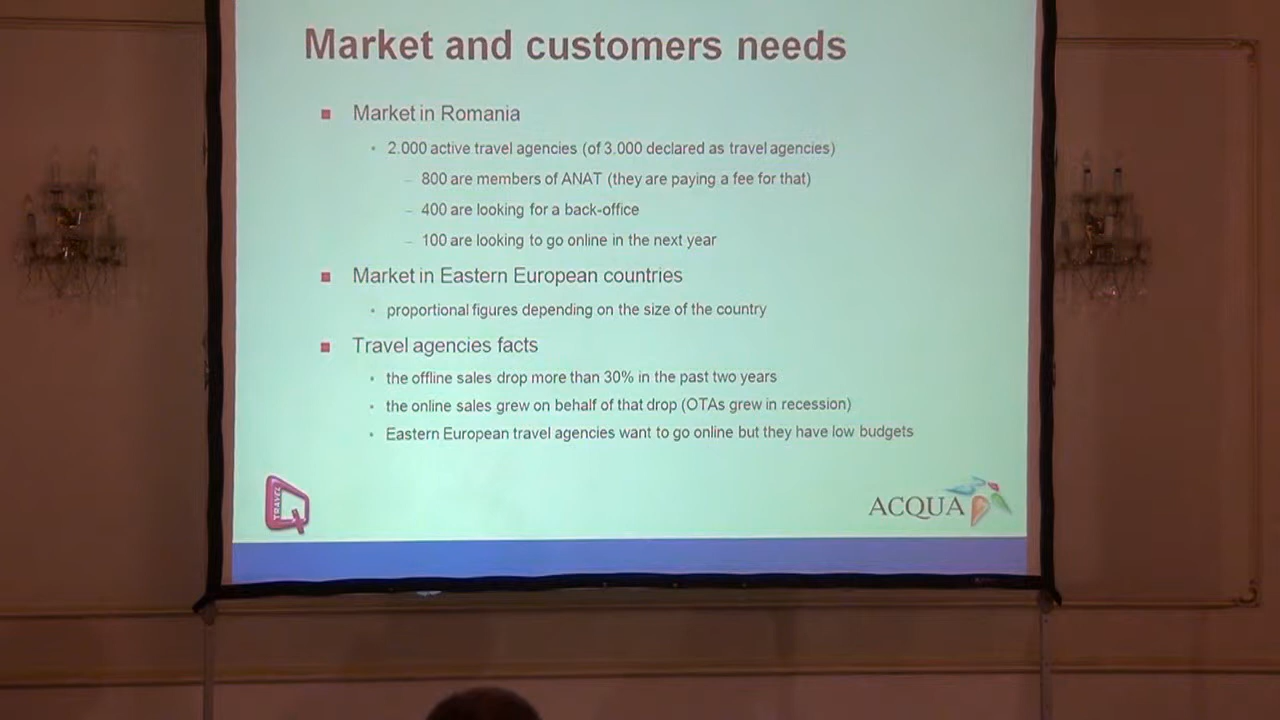 Market and customers needs
Market in Romania
2.000 active travel agencies (of 3.000 declared as travel agencies)
800 are members of ANAT (they are paying a fee for that)
400 are looking for a back-office
100 are looking to go online in the next year
Market in Eastern European countries
proportional figures depending on the size of the country
Travel agencies facts
the offline sales drop more than 30% in the past two years
the online sales grew on behalf of that drop (OTAs grew in recession)
Eastern European travel agencies want to go online but they have low budgets
TRAVEL Q
ACQUA